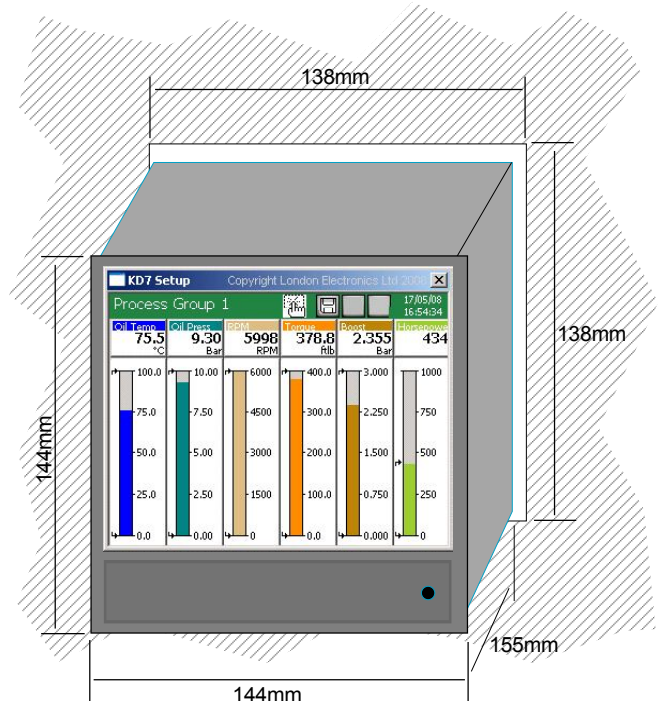 138mm
KD7 Setup Copyright London Electronics Ltd 2008
Process Group 1 17/05/08
16:54:34
Oil Temp Oil Press RPM Torque Boost Horsepowe
75.5 9.30 5998 378.8 2.355 434
°C Bar RPM ftlb Bar
100.0 10.00 6000 400.0 3.000 1000
75.0 7.50 4500 300.0 2.250 750
50.0 5.00 3000 200.0 1.500 500
25.0 2.50 1500 100.0 0.750 250
0.0 0.00 0 0.0 0.000 0
138mm
144mm
155mm
144mm